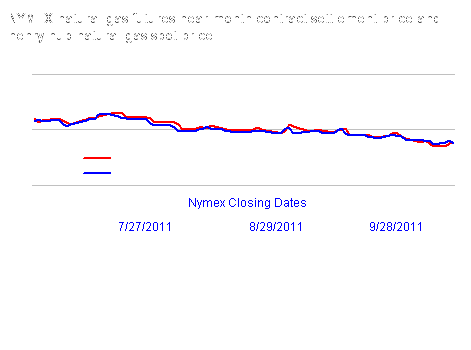 NYMEX natural gas futures near-month contract settlement price and
henry hub natural gas spot price
Nymex Closing Dates
7/27/2011 8/29/2011 9/28/2011